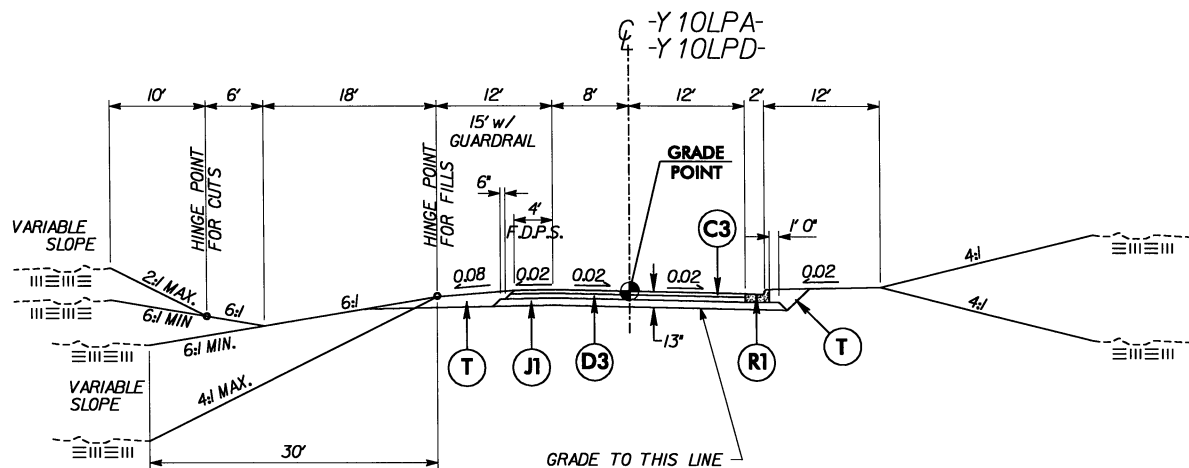 ℄ -Y 10LPA-
-Y 10LPD-
10' 6' 18' 12' 8' 12' 2' 12'
15' w/
GUARDRAIL
HINGE POINT
FOR CUTS
HINGE POINT
FOR FILLS
GRADE
POINT
6"
4'
F.D.P.S.
C3
1' 0"
VARIABLE
SLOPE
2:1 MAX.
6:1 MIN
6:1
6:1
6:1 MIN.
0.08
0.02
0.02
0.02
0.02
4:1
4:1
13"
T
J1
D3
R1
T
VARIABLE
SLOPE
4:1 MAX.
30'
GRADE TO THIS LINE